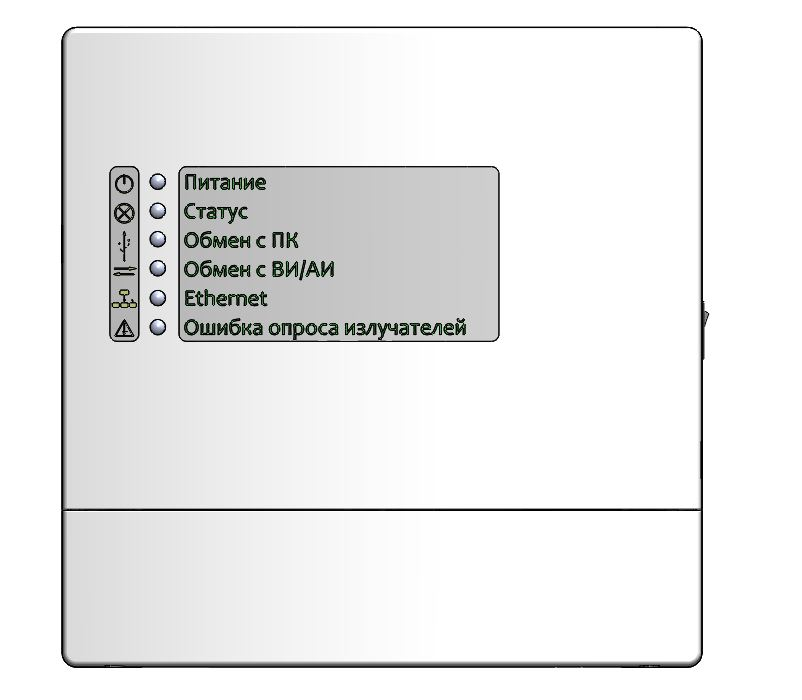 Питание
Статус
Обмен с ПК
Обмен с ВИ/АИ
Ethernet
Ошибка опроса излучателей